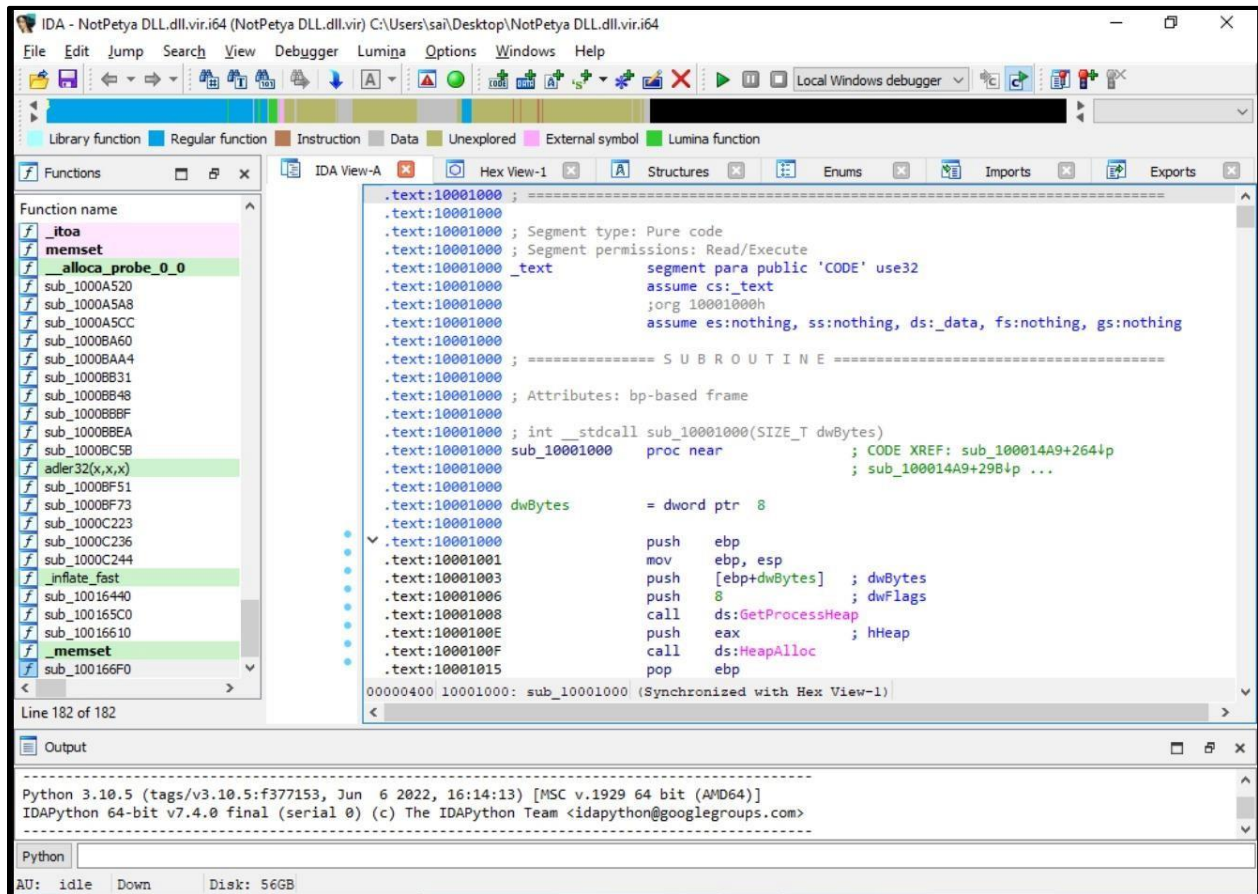 IDA - NotPetya DLL.dll.vir.i64 (NotPetya DLL.dll.vir) C:\Users\sai\Desktop\NotPetya DLL.dll.vir.i64
File Edit Jump Search View Debugger Lumina Options Windows Help
Local Windows debugger
Library function Regular function Instruction Data Unexplored External symbol Lumina function
Functions
IDA View-A Hex View-1 Structures Enums Imports Exports
Function name
_itoa
memset
__alloca_probe_0_0
sub_1000A520
sub_1000A5A8
sub_1000A5CC
sub_1000BA60
sub_1000BAA4
sub_1000BB31
sub_1000BB48
sub_1000BBBF
sub_1000BBEA
sub_1000BC5B
adler32(x,x,x)
sub_1000BF51
sub_1000BF73
sub_1000C223
sub_1000C236
sub_1000C244
_inflate_fast
sub_10016440
sub_100165C0
sub_10016610
_memset
sub_100166F0
Line 182 of 182
.text:10001000 ; ===========================================================================
.text:10001000
.text:10001000 ; Segment type: Pure code
.text:10001000 ; Segment permissions: Read/Execute
.text:10001000 _text segment para public 'CODE' use32
.text:10001000 assume cs:_text
.text:10001000 ;org 10001000h
.text:10001000 assume es:nothing, ss:nothing, ds:_data, fs:nothing, gs:nothing
.text:10001000
.text:10001000 ; =============== S U B R O U T I N E =======================================
.text:10001000
.text:10001000 ; Attributes: bp-based frame
.text:10001000
.text:10001000 ; int __stdcall sub_10001000(SIZE_T dwBytes)
.text:10001000 sub_10001000 proc near ; CODE XREF: sub_100014A9+264↓p
.text:10001000 ; sub_100014A9+29B↓p ...
.text:10001000
.text:10001000 dwBytes = dword ptr 8
.text:10001000
.text:10001000 push ebp
.text:10001001 mov ebp, esp
.text:10001003 push [ebp+dwBytes] ; dwBytes
.text:10001006 push 8 ; dwFlags
.text:10001008 call ds:GetProcessHeap
.text:1000100E push eax ; hHeap
.text:1000100F call ds:HeapAlloc
.text:10001015 pop ebp
00000400 10001000: sub_10001000 (Synchronized with Hex View-1)
Output
Python 3.10.5 (tags/v3.10.5:f377153, Jun 6 2022, 16:14:13) [MSC v.1929 64 bit (AMD64)]
IDAPython 64-bit v7.4.0 final (serial 0) (c) The IDAPython Team <idapython@googlegroups.com>
Python
AU: idle Down Disk: 56GB